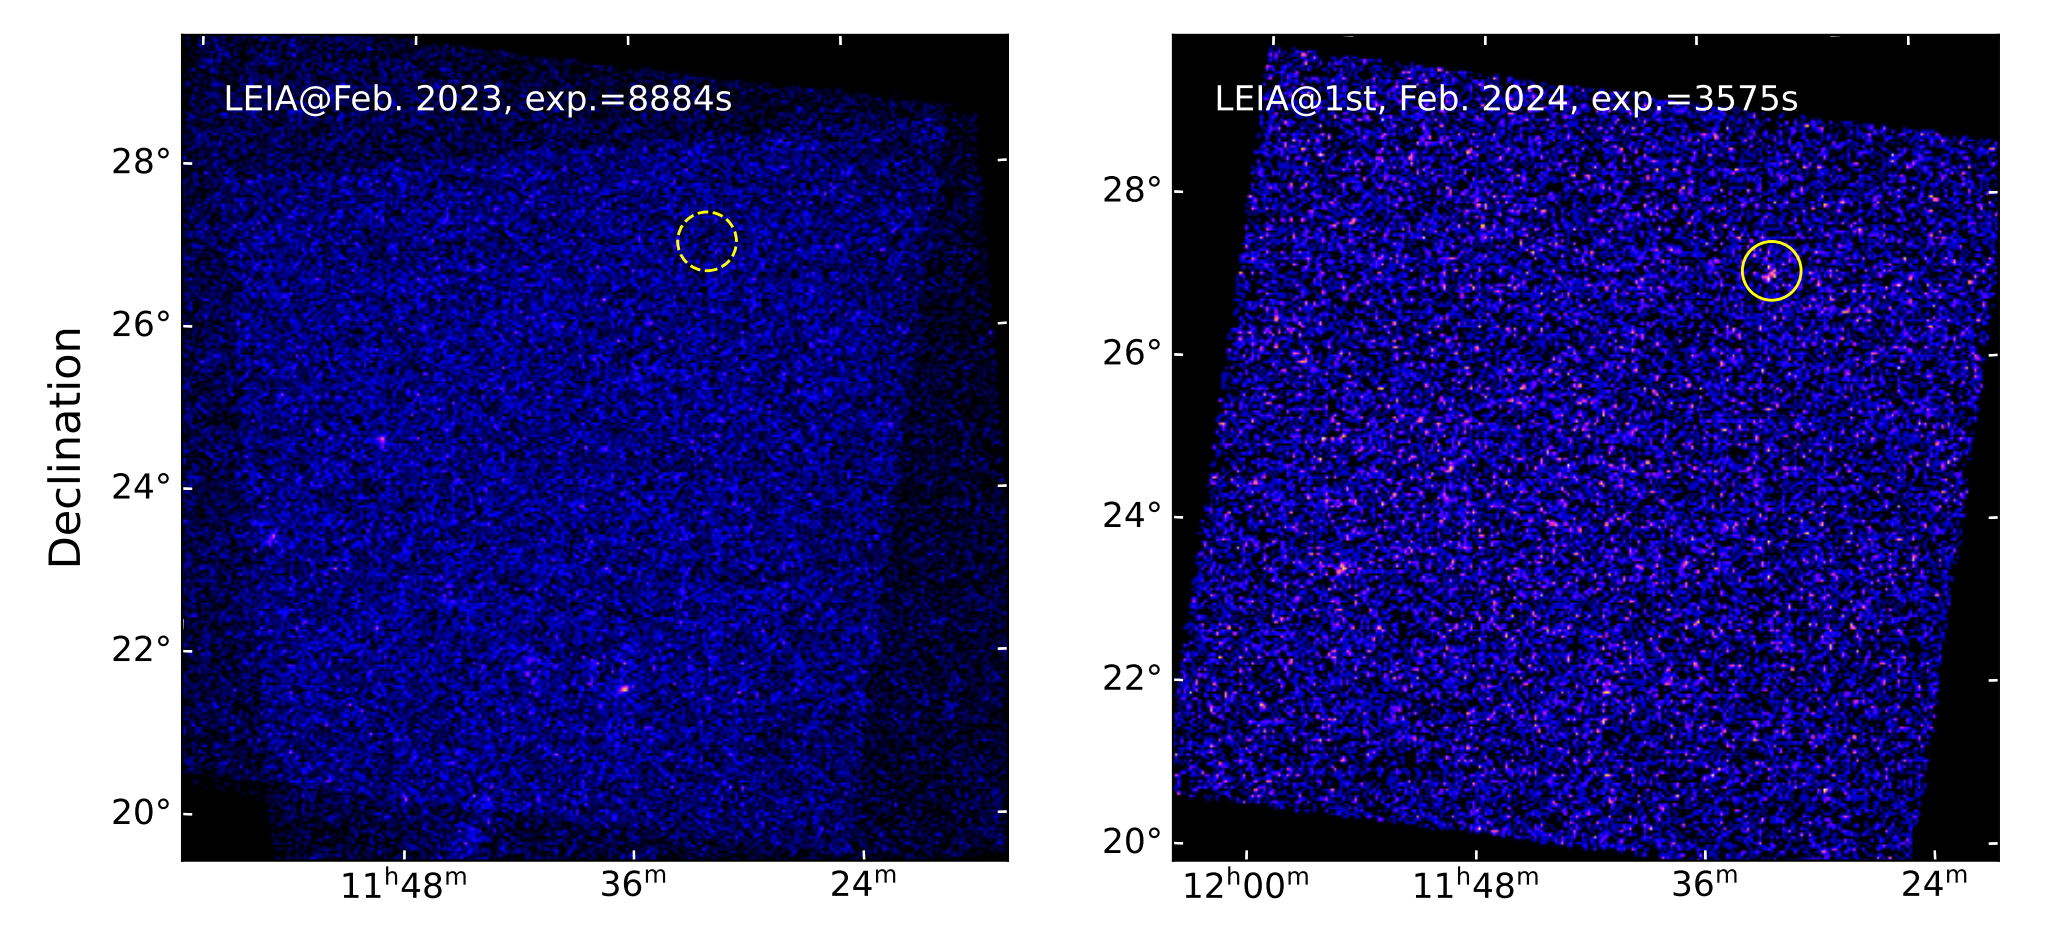 LEIA@Feb. 2023, exp.=8884s
28°
26°
24°
22°
20°
Declination
11ʰ48ᵐ
36ᵐ
24ᵐ
LEIA@1st, Feb. 2024, exp.=3575s
28°
26°
24°
22°
20°
12ʰ00ᵐ
11ʰ48ᵐ
36ᵐ
24ᵐ